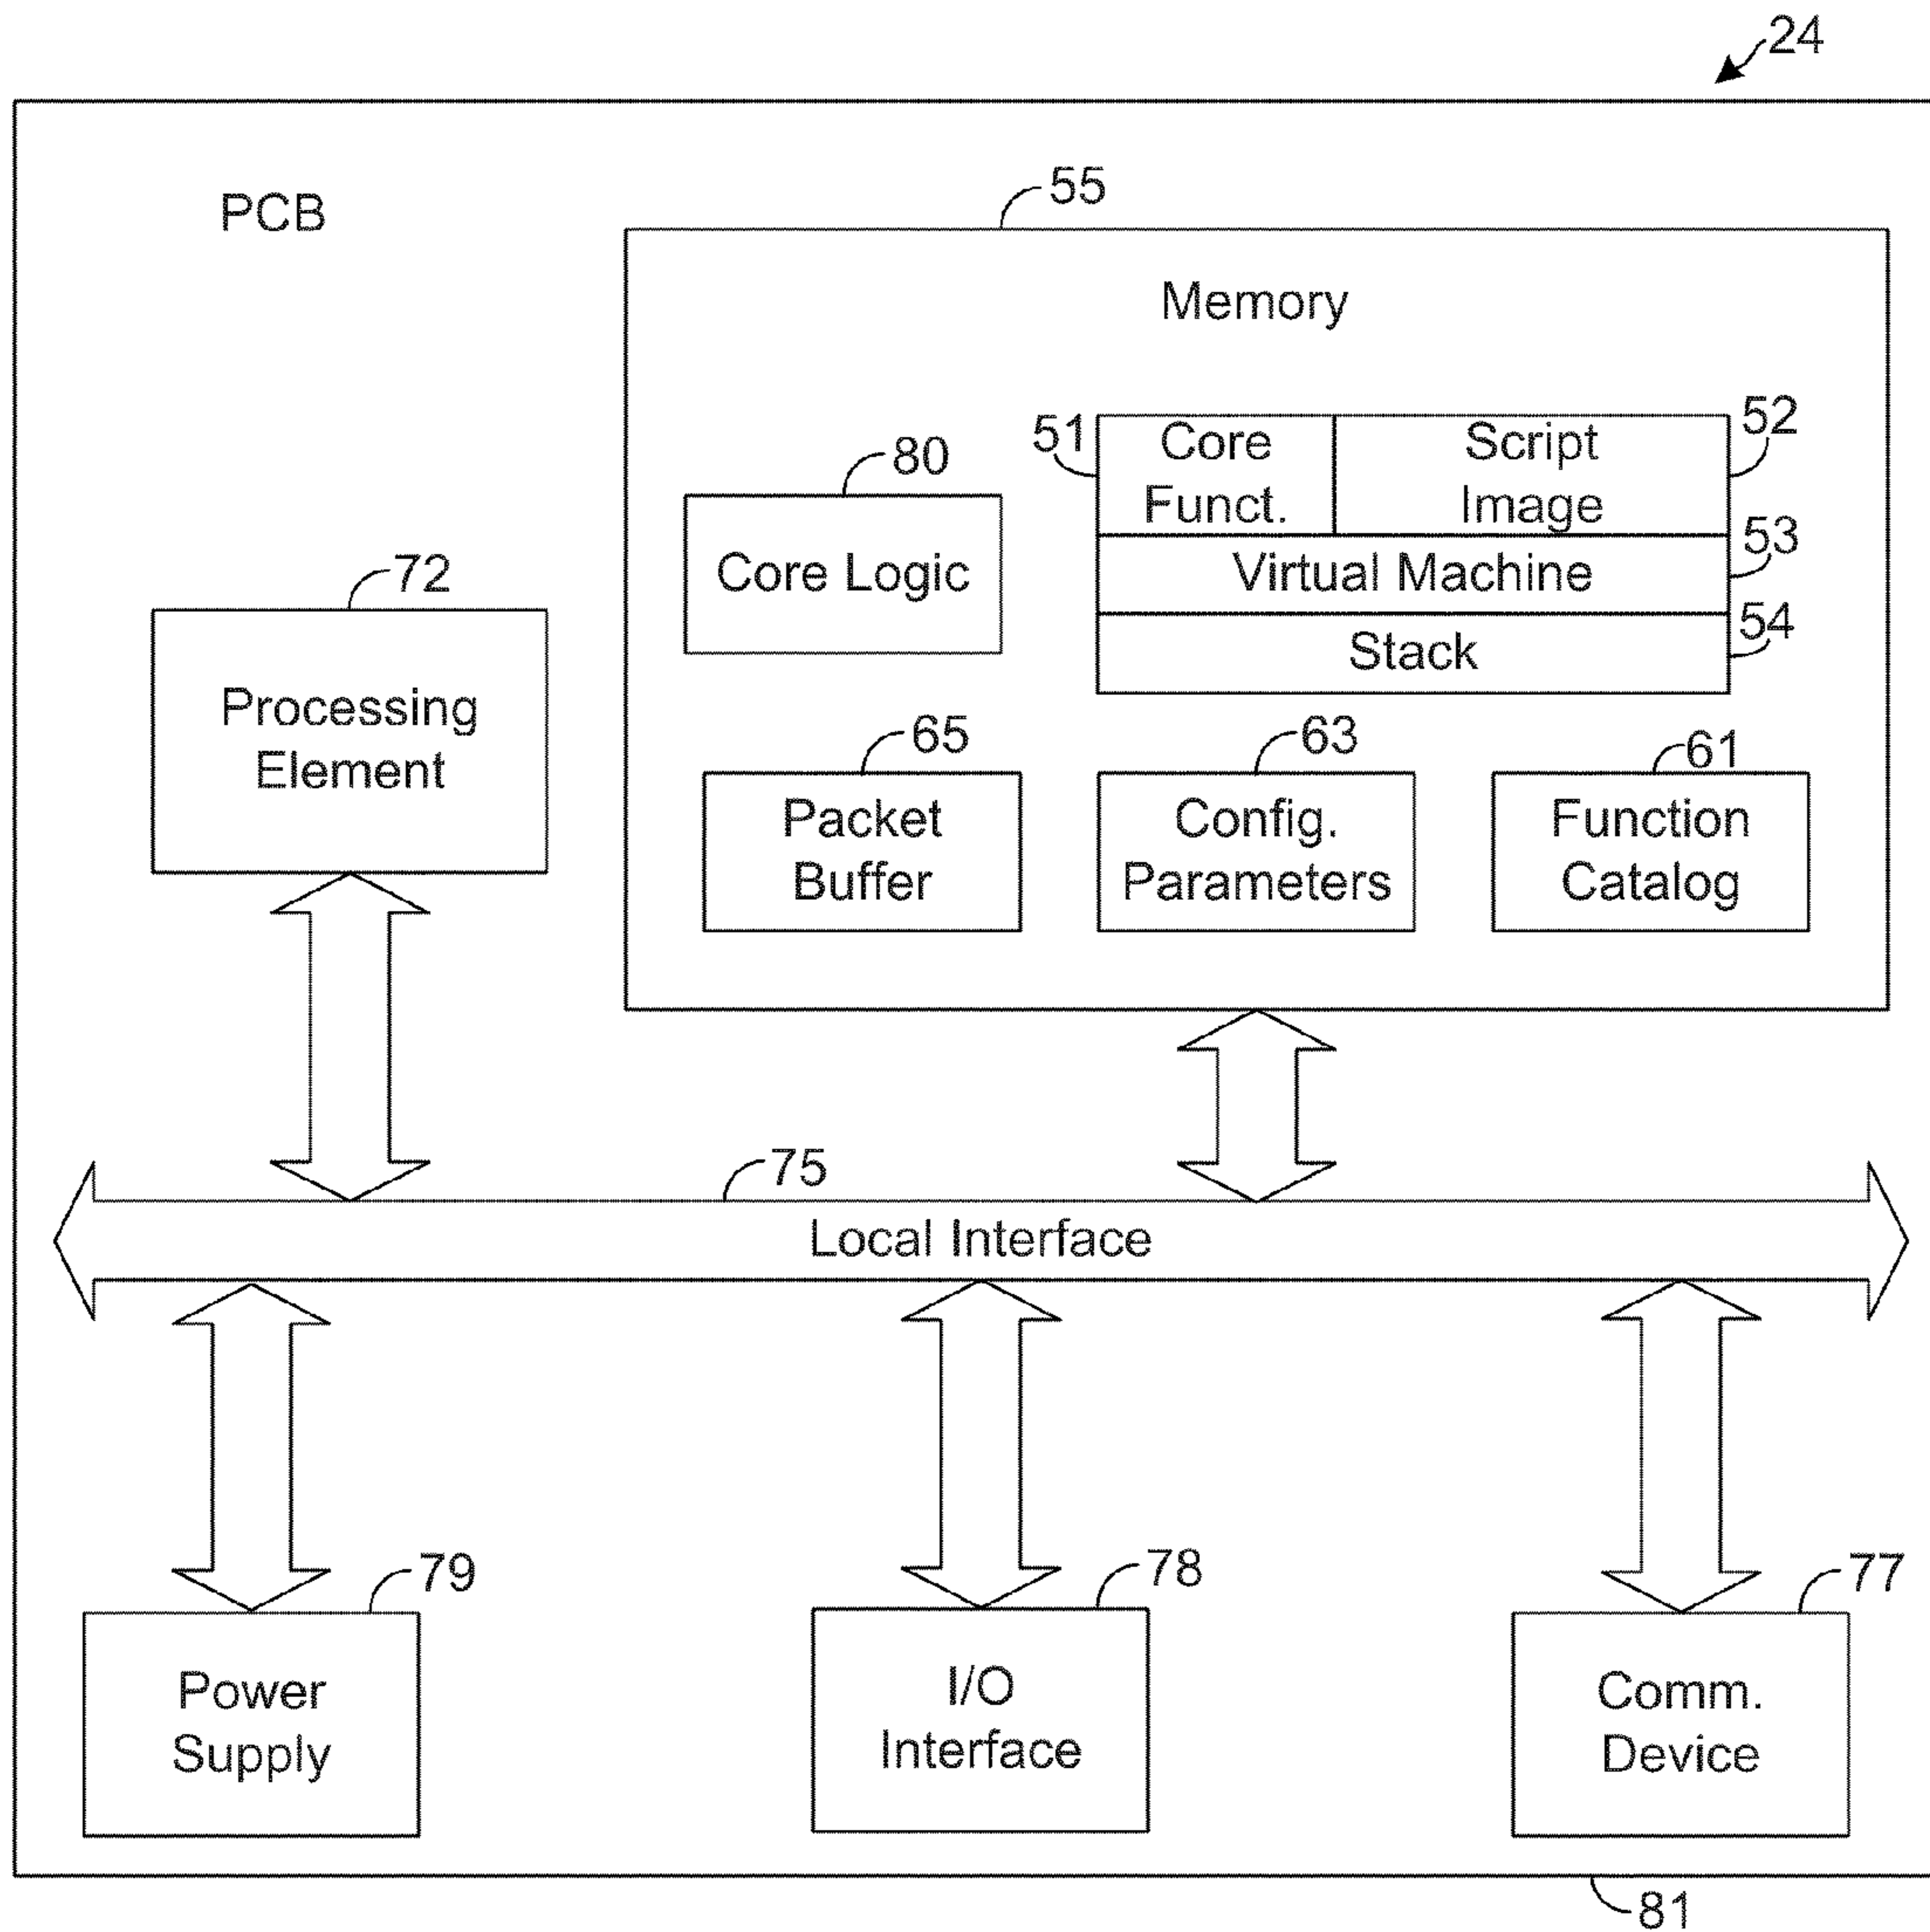 24
PCB
55
Memory
51
Core
Funct.
Script
Image
52
80
Core Logic
Virtual Machine
53
Stack
54
72
Processing
Element
65
Packet
Buffer
63
Config.
Parameters
61
Function
Catalog
75
Local Interface
79
Power
Supply
78
I/O
Interface
77
Comm.
Device
81